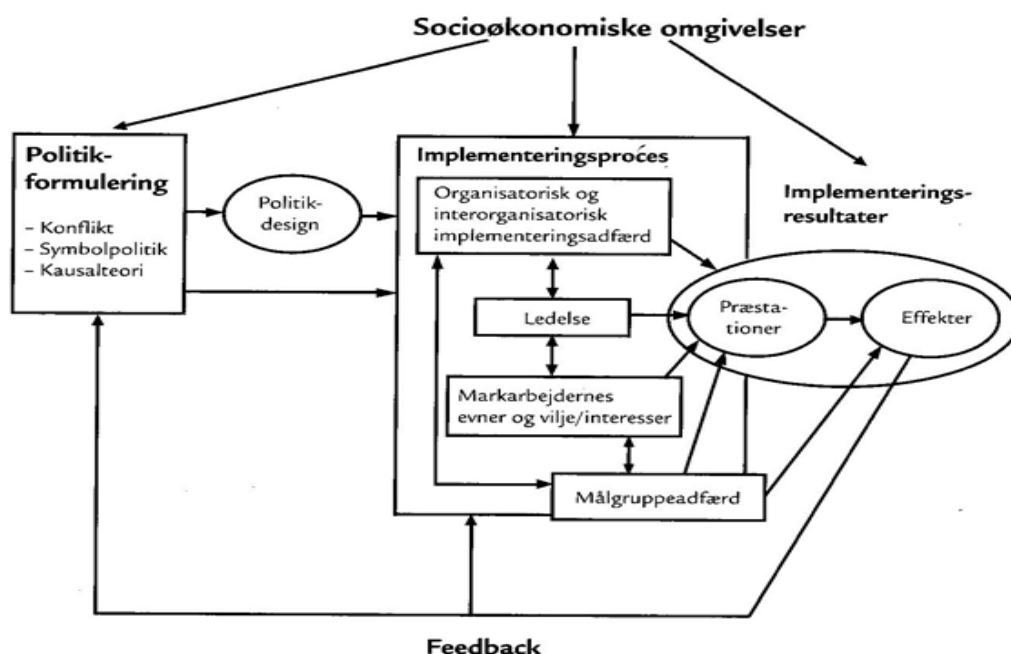 Socioøkonomiske omgivelser
Politik-
formulering
– Konflikt
– Symbolpolitik
– Kausalteori
Politik-
design
Implementeringsproces
Organisatorisk og
interorganisatorisk
implementeringsadfærd
Ledelse
Markarbejdernes
evner og vilje/interesser
Målgruppeadfærd
Implementerings-
resultater
Præsta-
tioner
Effekter
Feedback